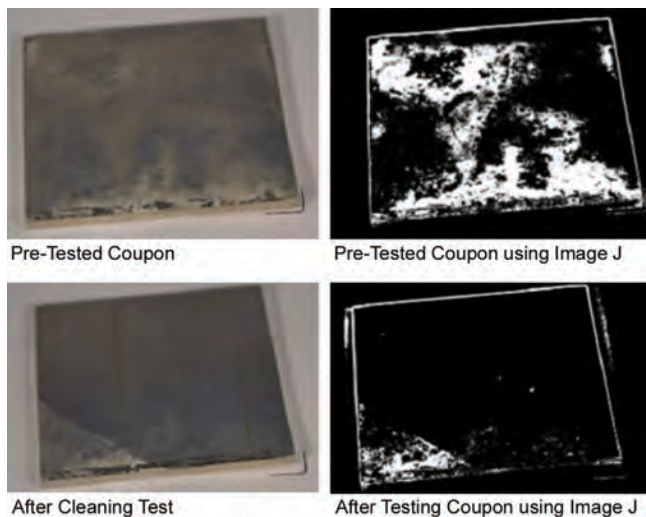 Pre-Tested Coupon
Pre-Tested Coupon using Image J
After Cleaning Test
After Testing Coupon using Image J